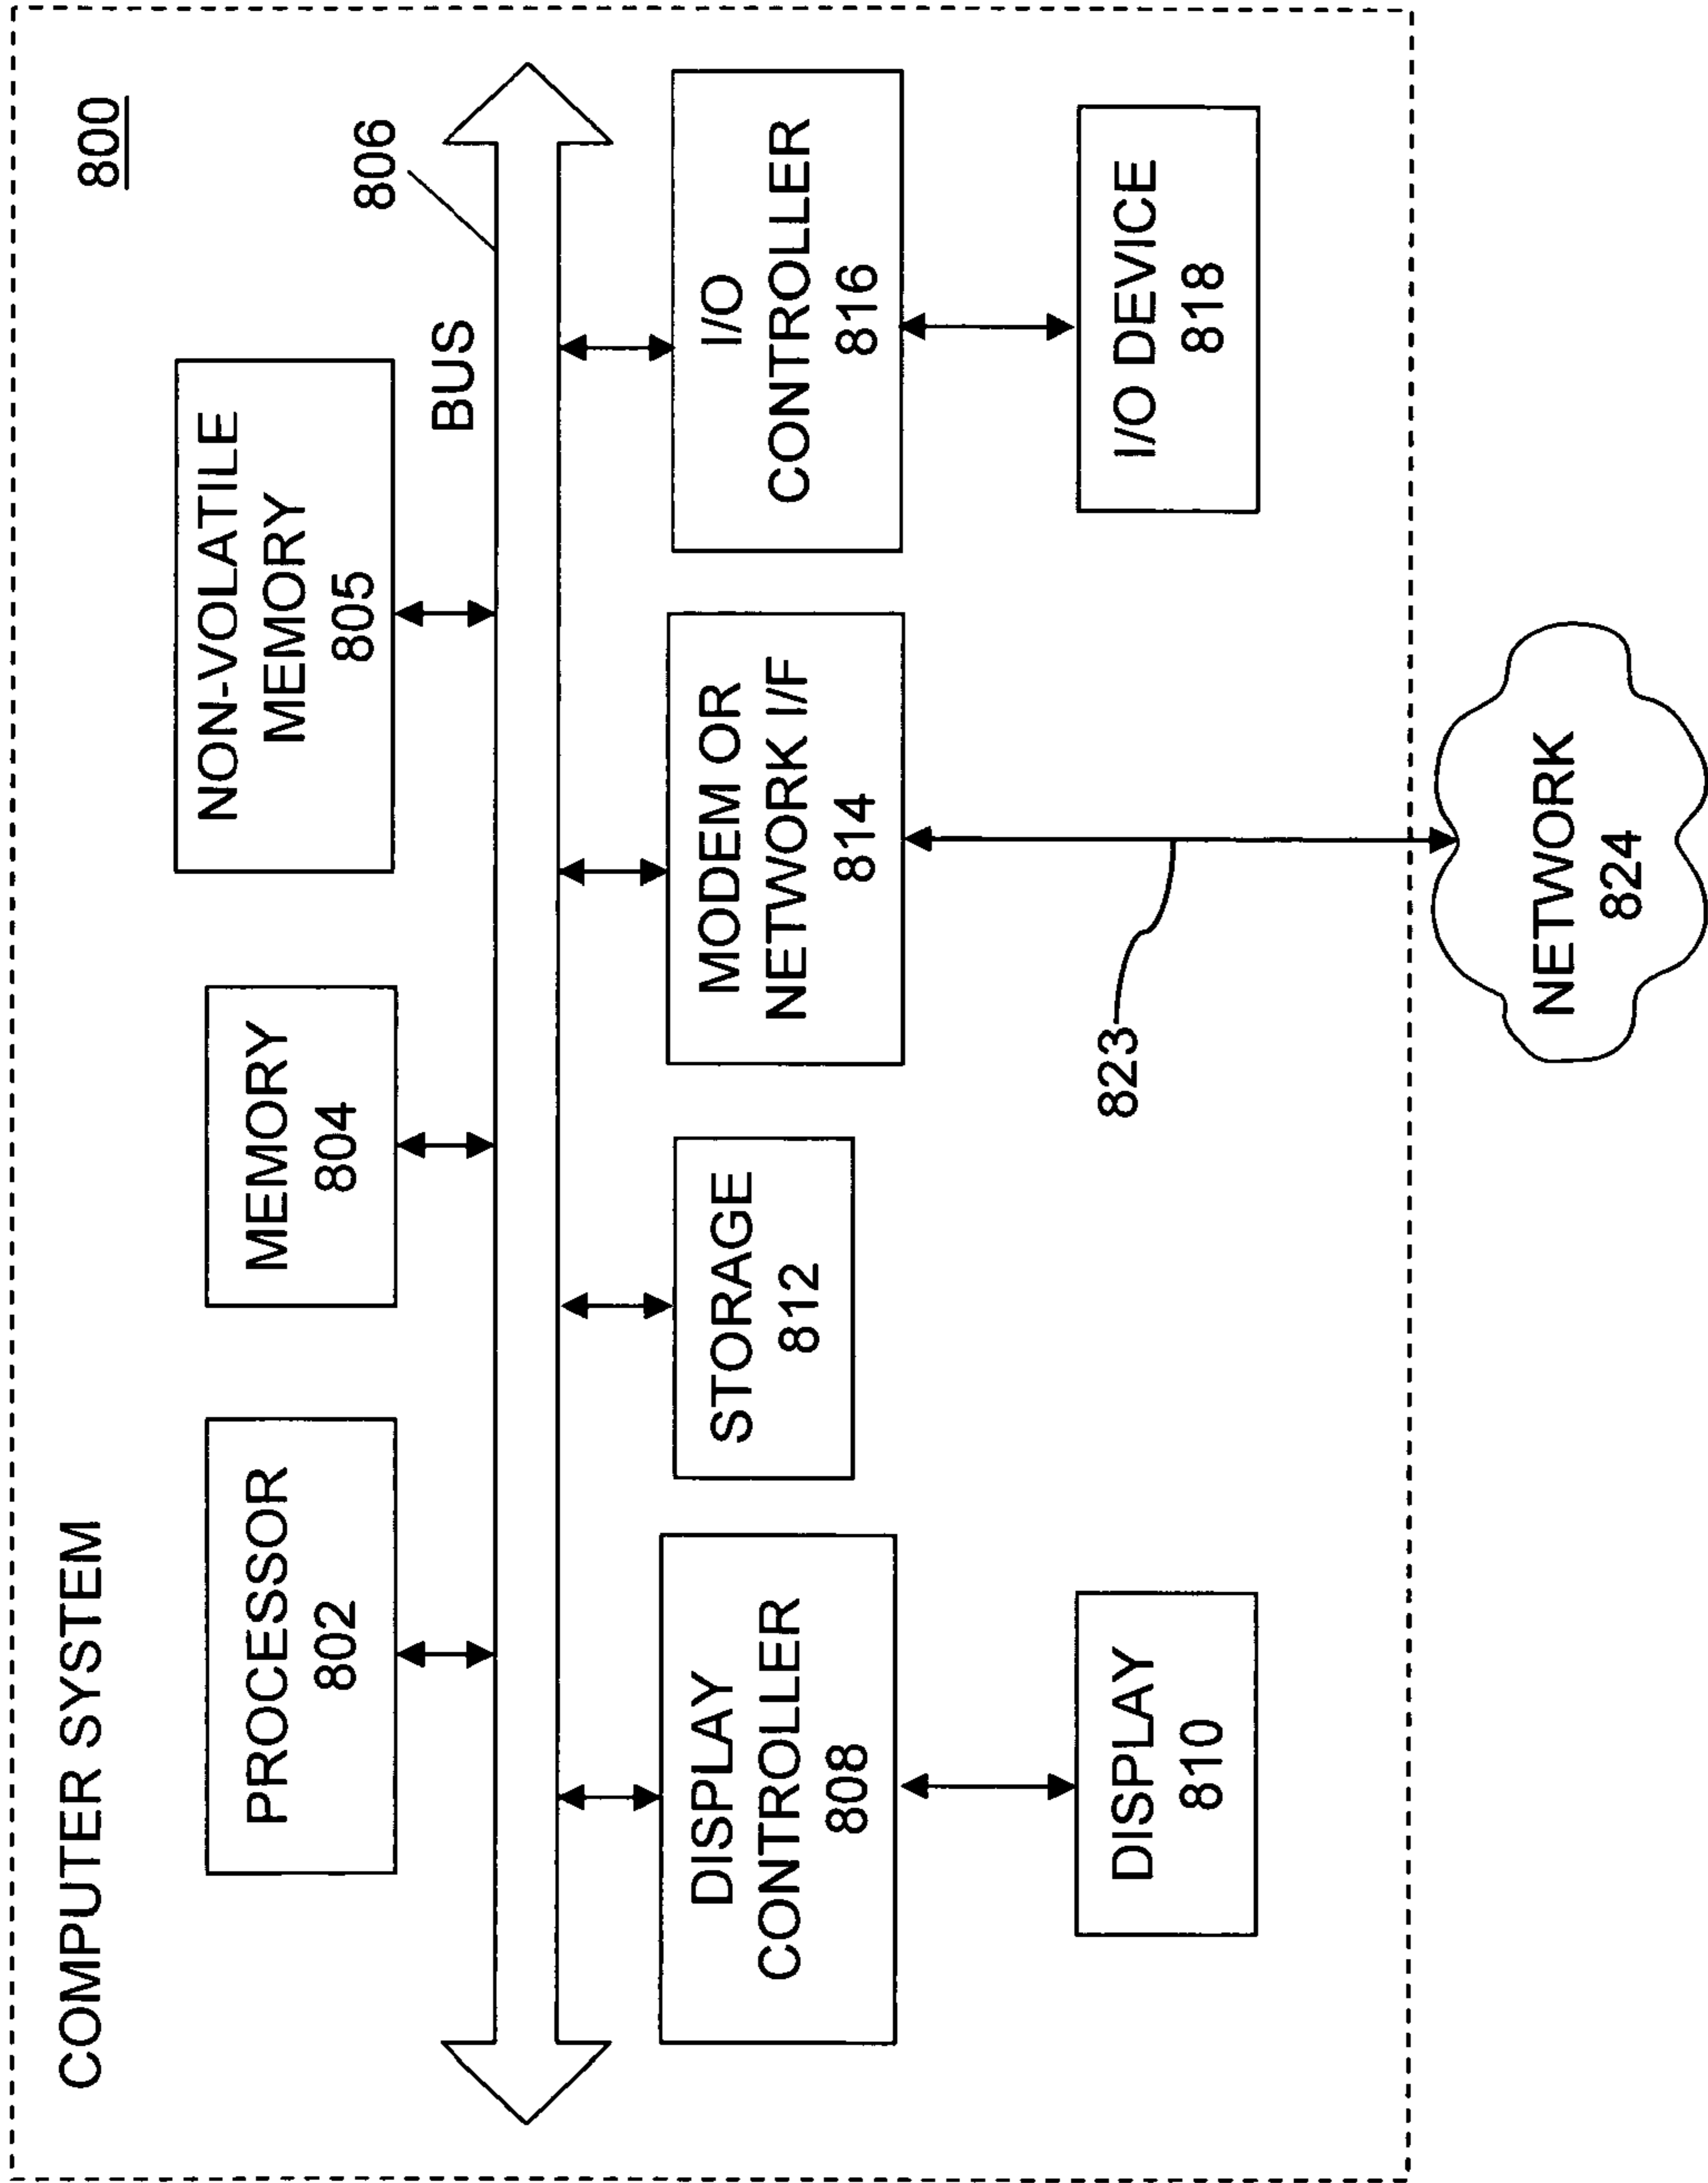 COMPUTER SYSTEM
800
PROCESSOR
802
MEMORY
804
NON-VOLATILE
MEMORY
805
806
BUS
DISPLAY
CONTROLLER
808
STORAGE
812
MODEM OR
NETWORK I/F
814
I/O
CONTROLLER
816
DISPLAY
810
823
I/O DEVICE
818
NETWORK
824